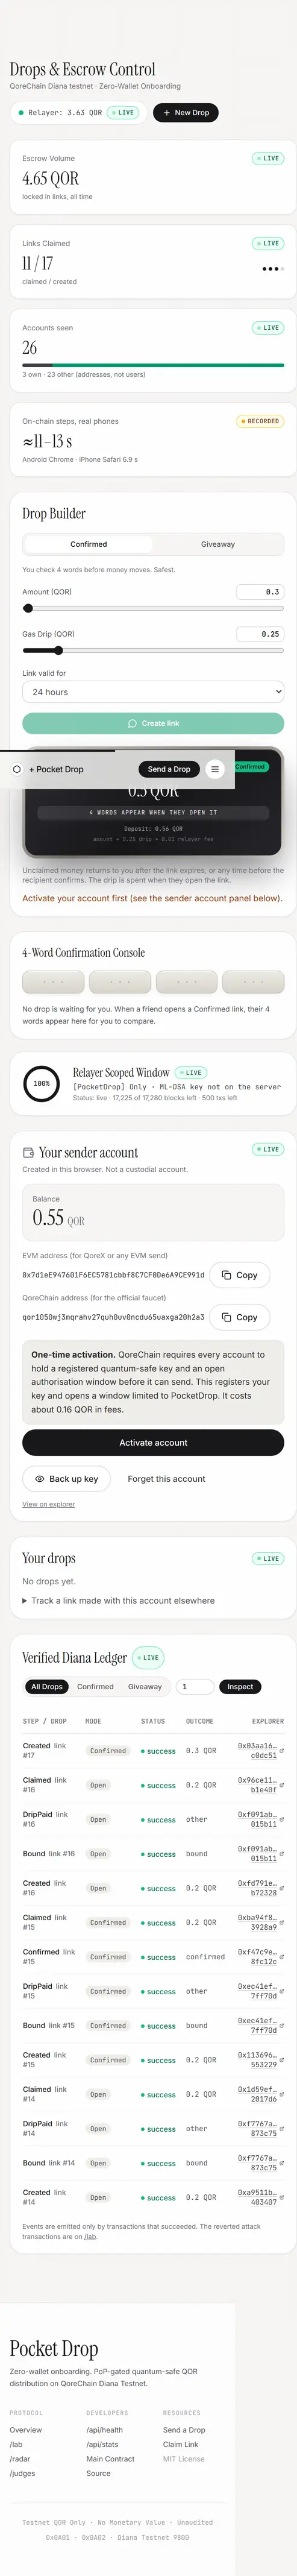 Drops & Escrow Control
QoreChain Diana testnet · Zero-Wallet Onboarding
Relayer: 3.63 QOR LIVE
+ New Drop
Escrow Volume LIVE
4.65 QOR
locked in links, all time
Links Claimed LIVE
11 / 17
claimed / created
Accounts seen LIVE
26
3 own · 23 other (addresses, not users)
On-chain steps, real phones RECORDED
≈11–13 s
Android Chrome · iPhone Safari 6.9 s
Drop Builder
Confirmed Giveaway
You check 4 words before money moves. Safest.
Amount (QOR) 0.3
Gas Drip (QOR) 0.25
Link valid for
24 hours
Create link
+ Pocket Drop Send a Drop Confirmed
0.3 QOR
4 WORDS APPEAR WHEN THEY OPEN IT
Deposit: 0.56 QOR
amount + 0.25 drip + 0.01 relayer fee
Unclaimed money returns to you after the link expires, or any time before the
recipient confirms. The drip is spent when they open the link.
Activate your account first (see the sender account panel below).
4-Word Confirmation Console
· · · · · · · · · · · ·
No drop is waiting for you. When a friend opens a Confirmed link, their 4
words appear here for you to compare.
100%
Relayer Scoped Window LIVE
[PocketDrop] Only · ML-DSA key not on the server
Status: live · 17,225 of 17,280 blocks left · 500 txs left
Your sender account LIVE
Created in this browser. Not a custodial account.
Balance
0.55 QOR
EVM address (for QoreX or any EVM send)
0x7d1eE947601F6EC5781cbbf8C7CF0De6A9CE991d Copy
QoreChain address (for the official faucet)
qor1050wj3mqrahv27quh0uv0ncdu65uaxga20h2a3 Copy
One-time activation. QoreChain requires every account to
hold a registered quantum-safe key and an open
authorisation window before it can send. This registers your
key and opens a window limited to PocketDrop. It costs
about 0.16 QOR in fees.
Activate account
Back up key Forget this account
View on explorer
Your drops LIVE
No drops yet.
▶ Track a link made with this account elsewhere
Verified Diana Ledger LIVE
All Drops Confirmed Giveaway 1 Inspect
STEP / DROP MODE STATUS OUTCOME EXPLORER
Created link #17 Confirmed success 0.3 QOR 0x03aa16…c0dc51
Claimed link #16 Open success 0.2 QOR 0x96ce11…b1e40f
DripPaid link #16 Open success other 0xf091ab…015b11
Bound link #16 Open success bound 0xf091ab…015b11
Created link #16 Open success 0.2 QOR 0xfd791e…b72328
Claimed link #15 Confirmed success 0.2 QOR 0xba94f8…3928a9
Confirmed link #15 Confirmed success confirmed 0xf47c9e…8fc12c
DripPaid link #15 Confirmed success other 0xec41ef…7ff70d
Bound link #15 Confirmed success bound 0xec41ef…7ff70d
Created link #15 Confirmed success 0.2 QOR 0x113696…553229
Claimed link #14 Open success 0.2 QOR 0x1d59ef…2017d6
DripPaid link #14 Open success other 0xf7767a…873c75
Bound link #14 Open success bound 0xf7767a…873c75
Created link #14 Open success 0.2 QOR 0xa9511b…403407
Events are emitted only by transactions that succeeded. The reverted attack
transactions are on /lab.
Pocket Drop
Zero-wallet onboarding. PoP-gated quantum-safe QOR
distribution on QoreChain Diana Testnet.
PROTOCOL DEVELOPERS RESOURCES
Overview /api/health Send a Drop
/lab /api/stats Claim Link
/radar Main Contract MIT License
/judges Source
Testnet QOR Only · No Monetary Value · Unaudited
0x0A01 · 0x0A02 · Diana Testnet 9800